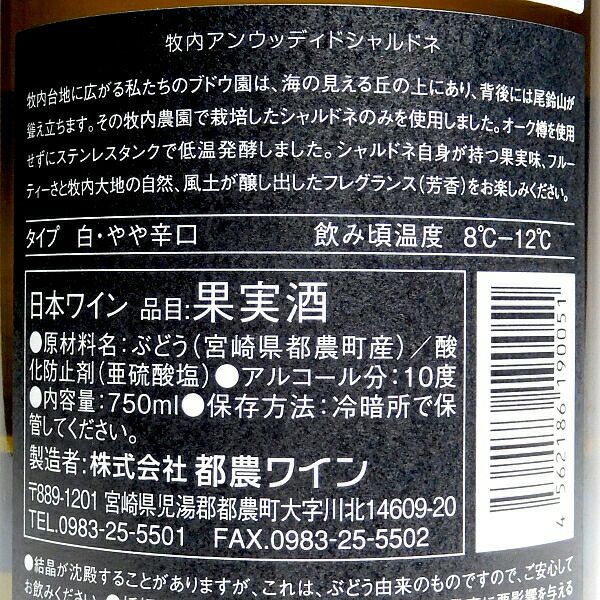 牧内アンウッディドシャルドネ
牧内台地に広がる私たちのブドウ園は、海の見える丘の上にあり、背後には尾鈴山が
聳え立ちます。その牧内農園で栽培したシャルドネのみを使用しました。オーク樽を使用
せずにステンレスタンクで低温発酵しました。シャルドネ自身が持つ果実味、フルー
ティーさと牧内大地の自然、風土が醸し出したフレグランス(芳香)をお楽しみください。
タイプ 白・やや辛口 飲み頃温度 8℃−12℃
日本ワイン 品目:果実酒
●原材料名:ぶどう(宮崎県都農町産)/酸
化防止剤(亜硫酸塩)●アルコール分:10度
●内容量:750ml●保存方法:冷暗所で保
管してください。
製造者:株式会社 都農ワイン
〒889-1201 宮崎県児湯郡都農町大字川北14609-20
TEL.0983-25-5501 FAX.0983-25-5502
4 562186 190051
●結晶が沈殿することがありますが、これは、ぶどう由来のものですので、ご安心して
お飲みください。
に悪影響を与える